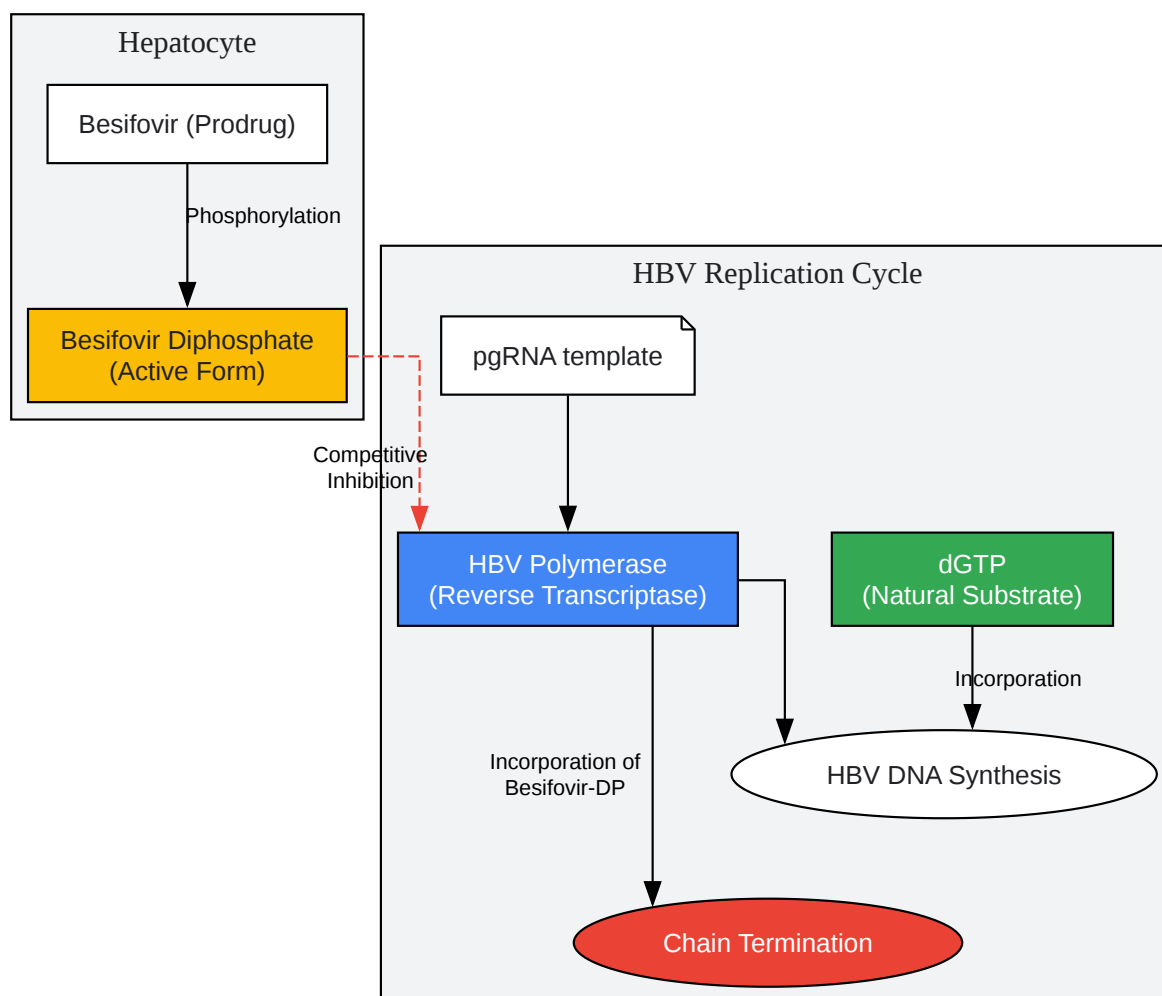 Hepatocyte
Besifovir (Prodrug)
Phosphorylation
Besifovir Diphosphate
(Active Form)
HBV Replication Cycle
pgRNA template
Competitive
Inhibition
HBV Polymerase
(Reverse Transcriptase)
dGTP
(Natural Substrate)
Incorporation
Incorporation of
Besifovir-DP
HBV DNA Synthesis
Chain Termination